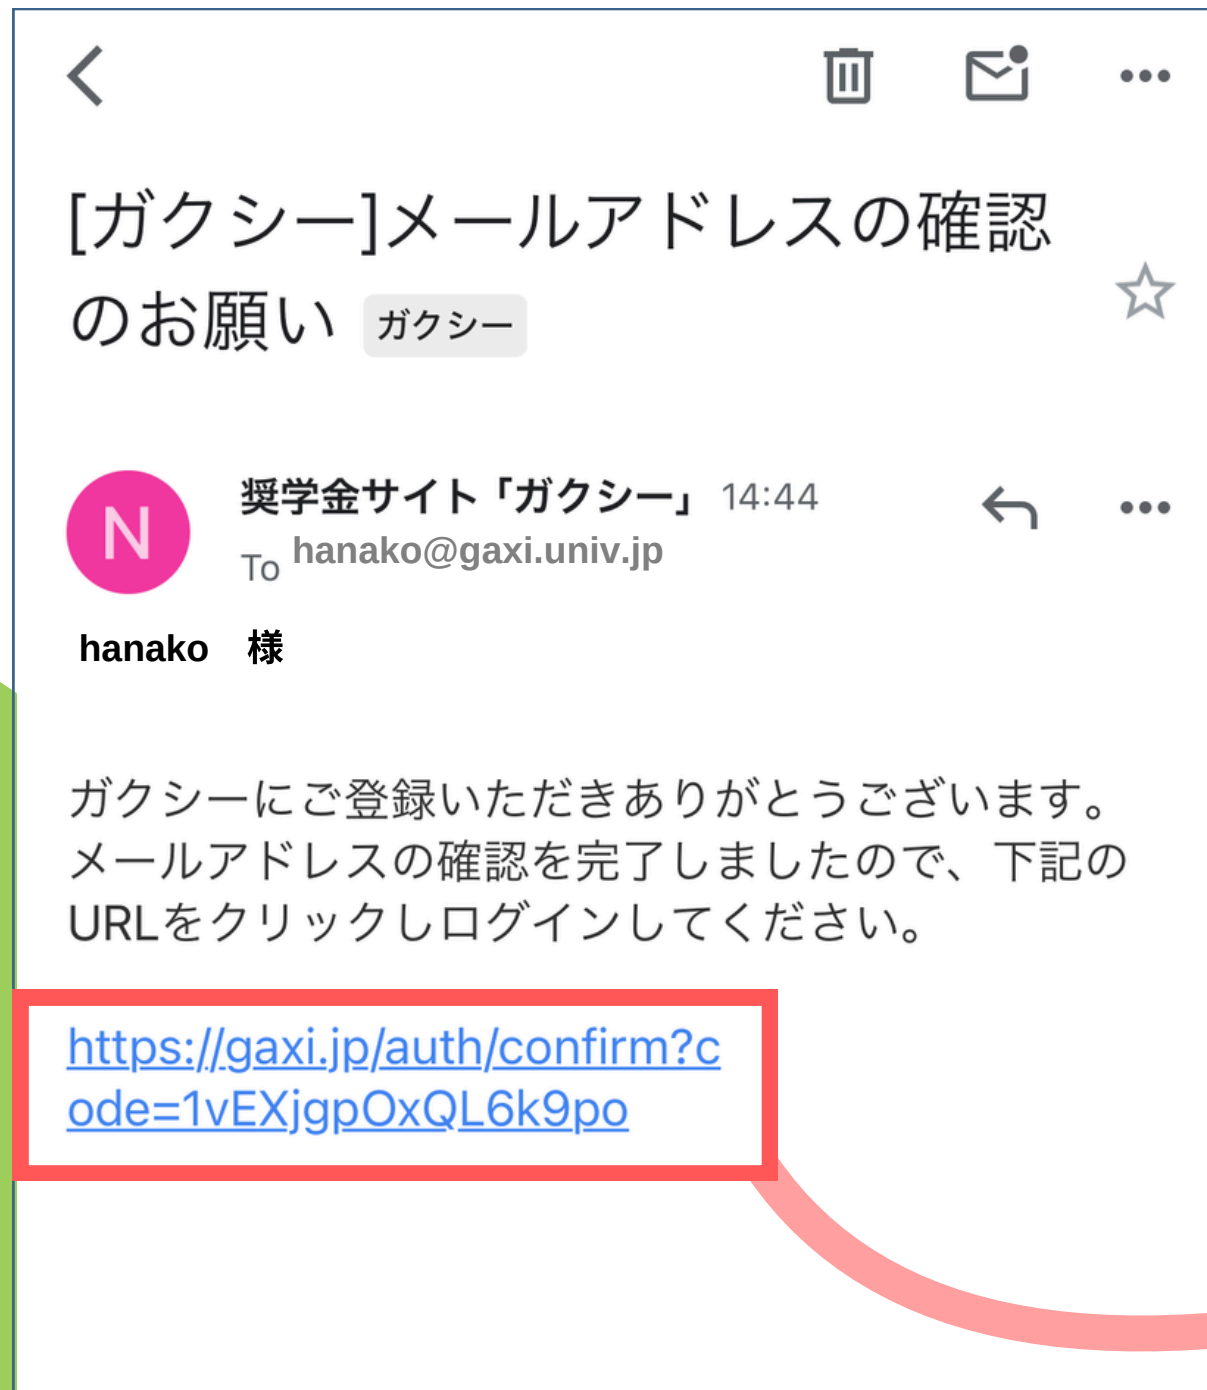 [ガクシー]メールアドレスの確認
のお願い ガクシー
N
奨学金サイト「ガクシー」 14:44
To hanako@gaxi.univ.jp
hanako 様
ガクシーにご登録いただきありがとうございます。
メールアドレスの確認を完了しましたので、下記の
URLをクリックしログインしてください。
https://gaxi.jp/auth/confirm?c
ode=1vEXjgpOxQL6k9po